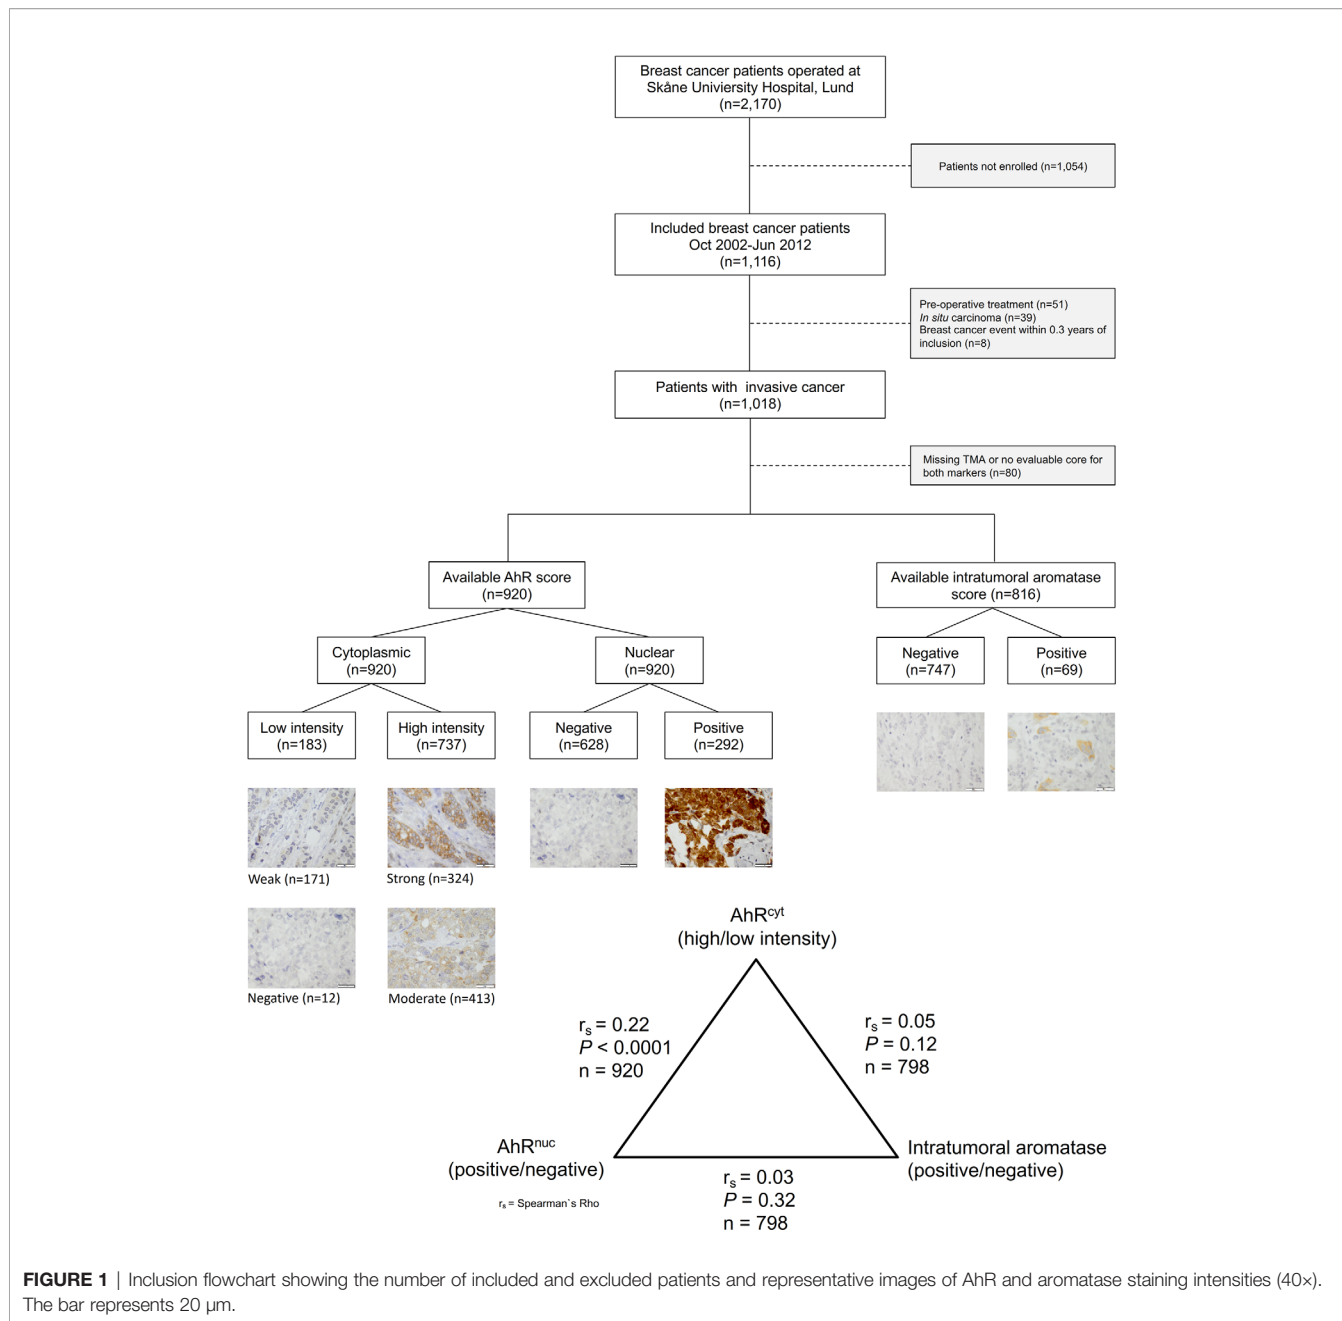 Breast cancer patients operated at
Skåne Univiersity Hospital, Lund
(n=2,170)
Patients not enrolled (n=1,054)
Included breast cancer patients
Oct 2002-Jun 2012
(n=1,116)
Pre-operative treatment (n=51)
In situ carcinoma (n=39)
Breast cancer event within 0.3 years of
inclusion (n=8)
Patients with invasive cancer
(n=1,018)
Missing TMA or no evaluable core for
both markers (n=80)
Available AhR score
(n=920)
Available intratumoral aromatase
score (n=816)
Cytoplasmic
(n=920)
Nuclear
(n=920)
Negative
(n=747)
Positive
(n=69)
Low intensity
(n=183)
High intensity
(n=737)
Negative
(n=628)
Positive
(n=292)
Weak (n=171)
Strong (n=324)
Negative (n=12)
Moderate (n=413)
AhRcyt
(high/low intensity)
rs = 0.22
P < 0.0001
n = 920
rs = 0.05
P = 0.12
n = 798
AhRnuc
(positive/negative)
Intratumoral aromatase
(positive/negative)
rs = 0.03
P = 0.32
n = 798
rs = Spearman`s Rho
FIGURE 1 | Inclusion flowchart showing the number of included and excluded patients and representative images of AhR and aromatase staining intensities (40×).
The bar represents 20 µm.